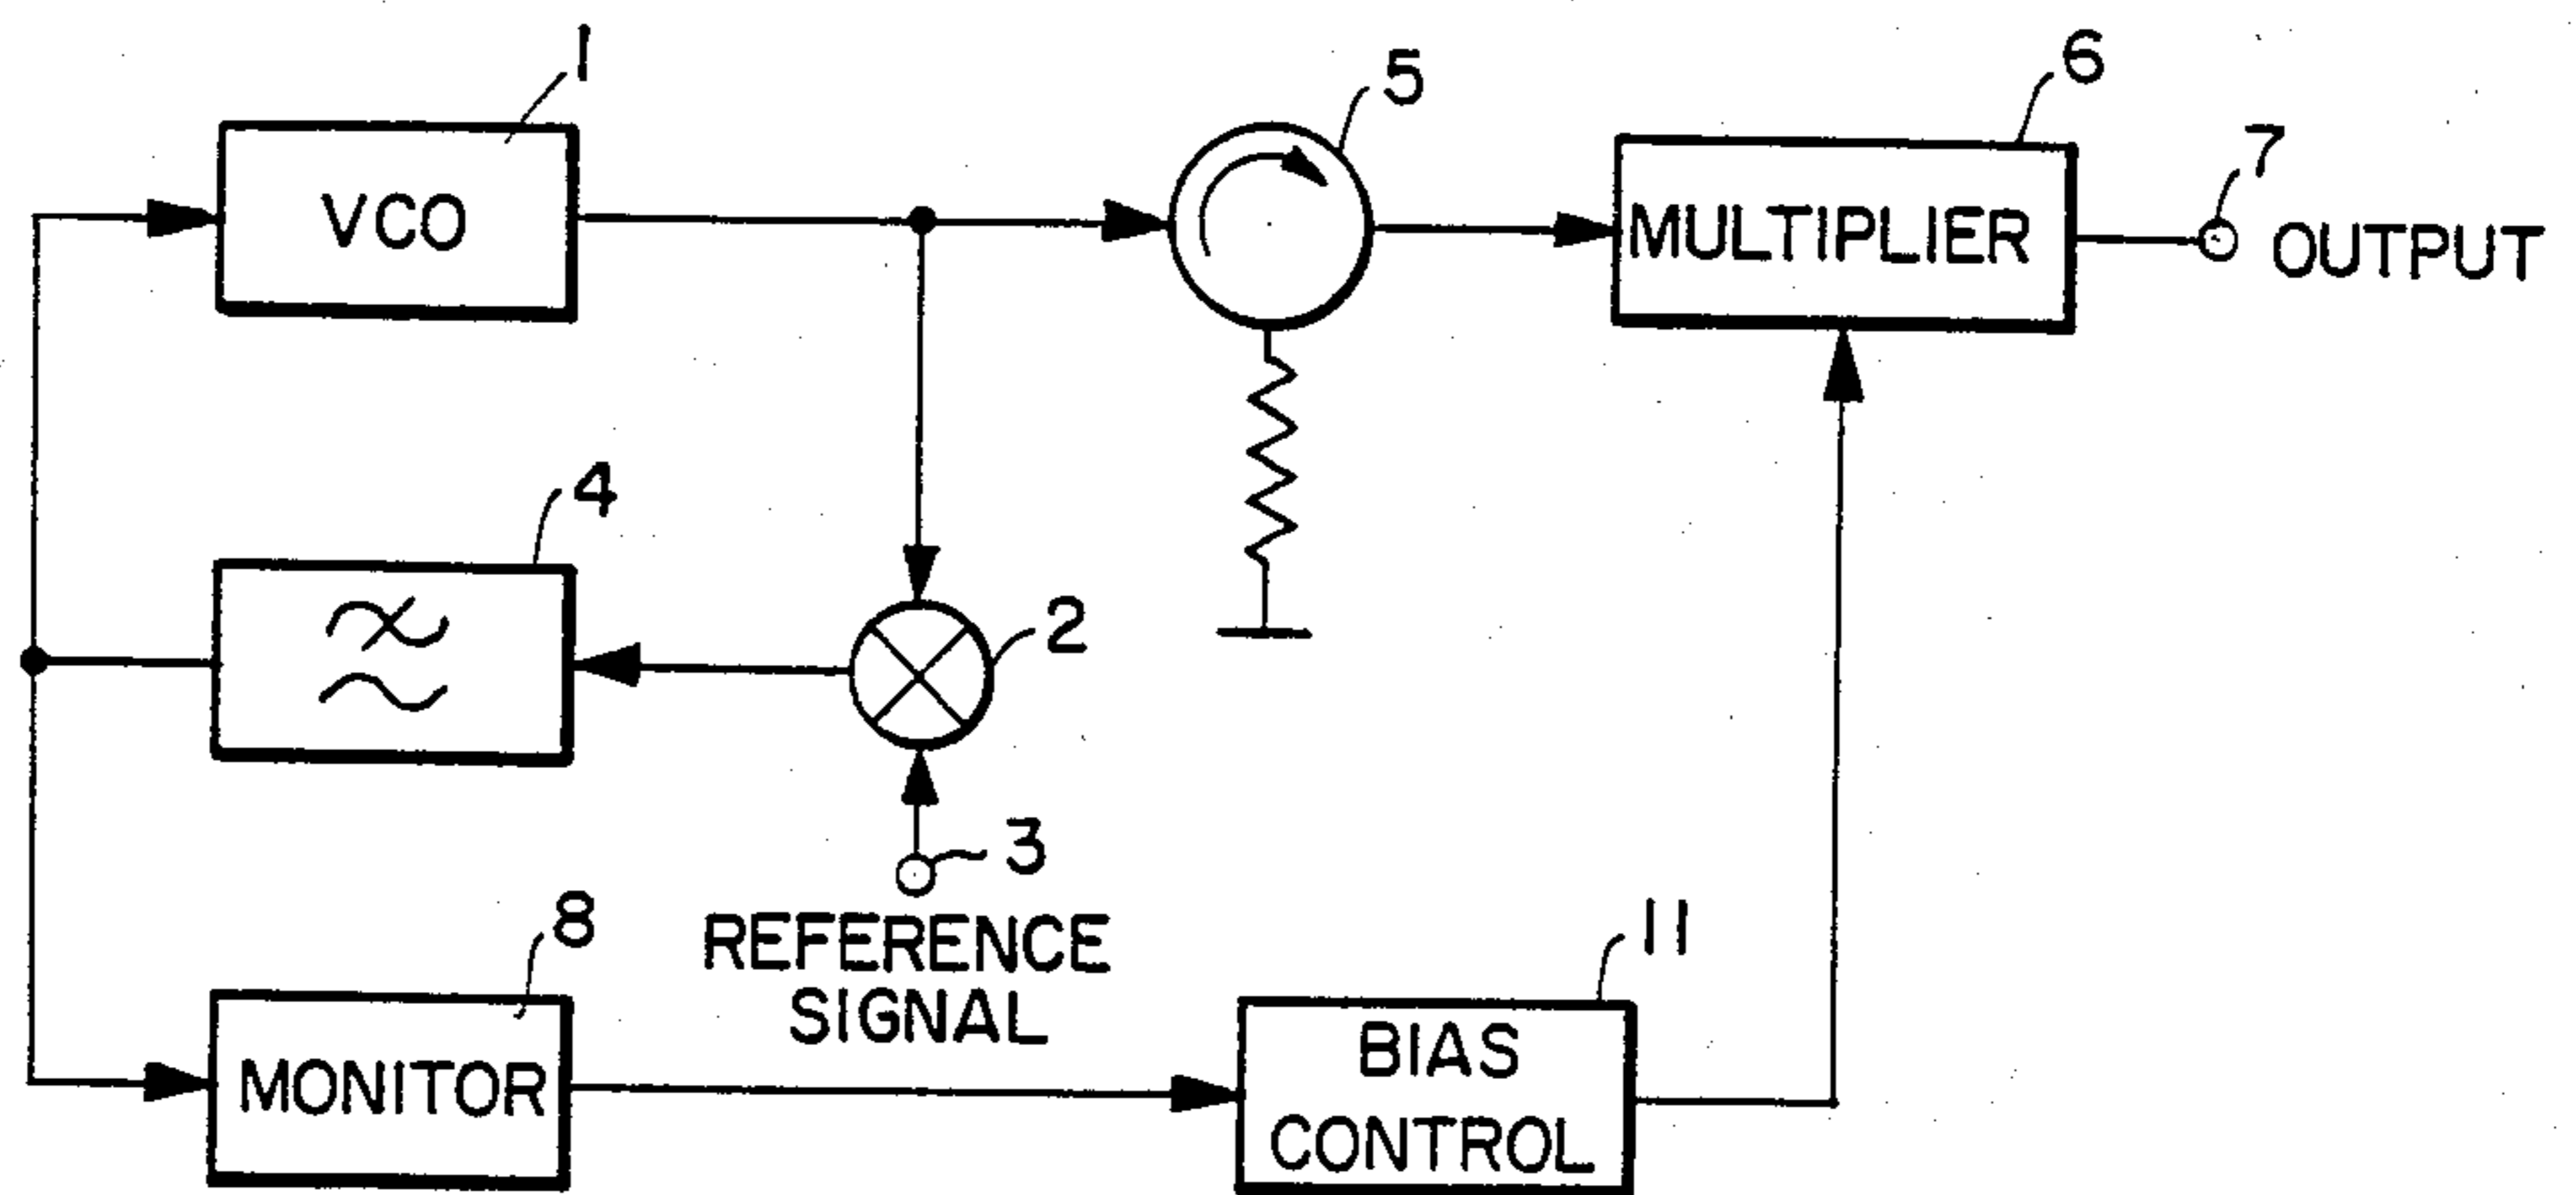 1
5
6
7
VCO
MULTIPLIER
OUTPUT
4
2
3
REFERENCE
SIGNAL
8
11
MONITOR
BIAS
CONTROL